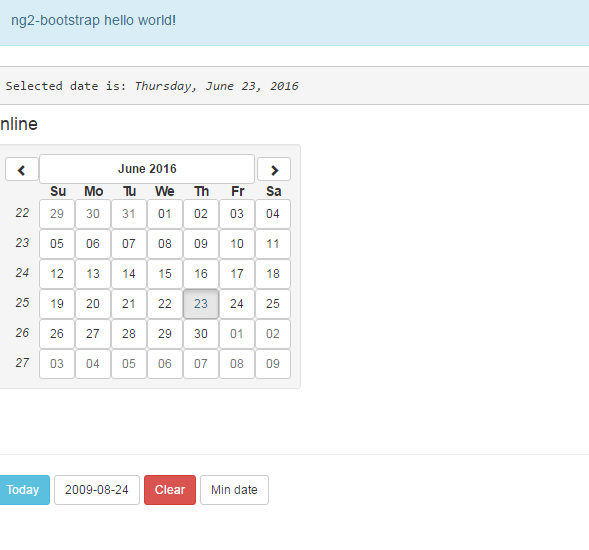 ng2-bootstrap hello world!
Selected date is: Thursday, June 23, 2016
nline
June 2016
Su Mo Tu We Th Fr Sa
22 29 30 31 01 02 03 04
23 05 06 07 08 09 10 11
24 12 13 14 15 16 17 18
25 19 20 21 22 23 24 25
26 26 27 28 29 30 01 02
27 03 04 05 06 07 08 09
Today 2009-08-24 Clear Min date